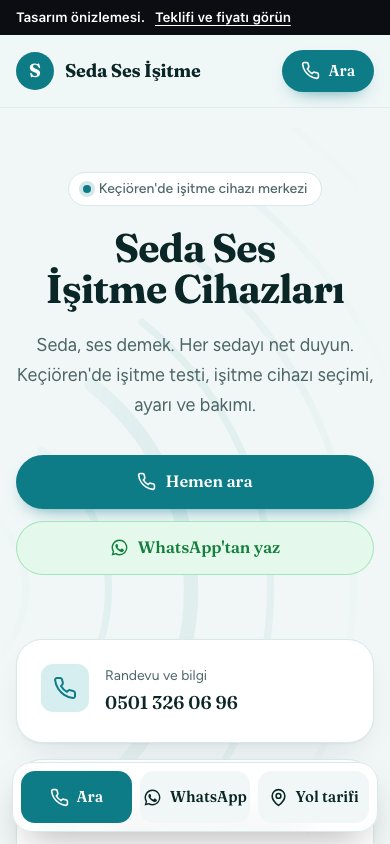 Tasarım önizlemesi. Teklifi ve fiyatı görün
S Seda Ses İşitme Ara
Keçiören'de işitme cihazı merkezi
Seda Ses
İşitme Cihazları
Seda, ses demek. Her sedayı net duyun.
Keçiören'de işitme testi, işitme cihazı seçimi,
ayarı ve bakımı.
Hemen ara
WhatsApp'tan yaz
Randevu ve bilgi
0501 326 06 96
Ara WhatsApp Yol tarifi